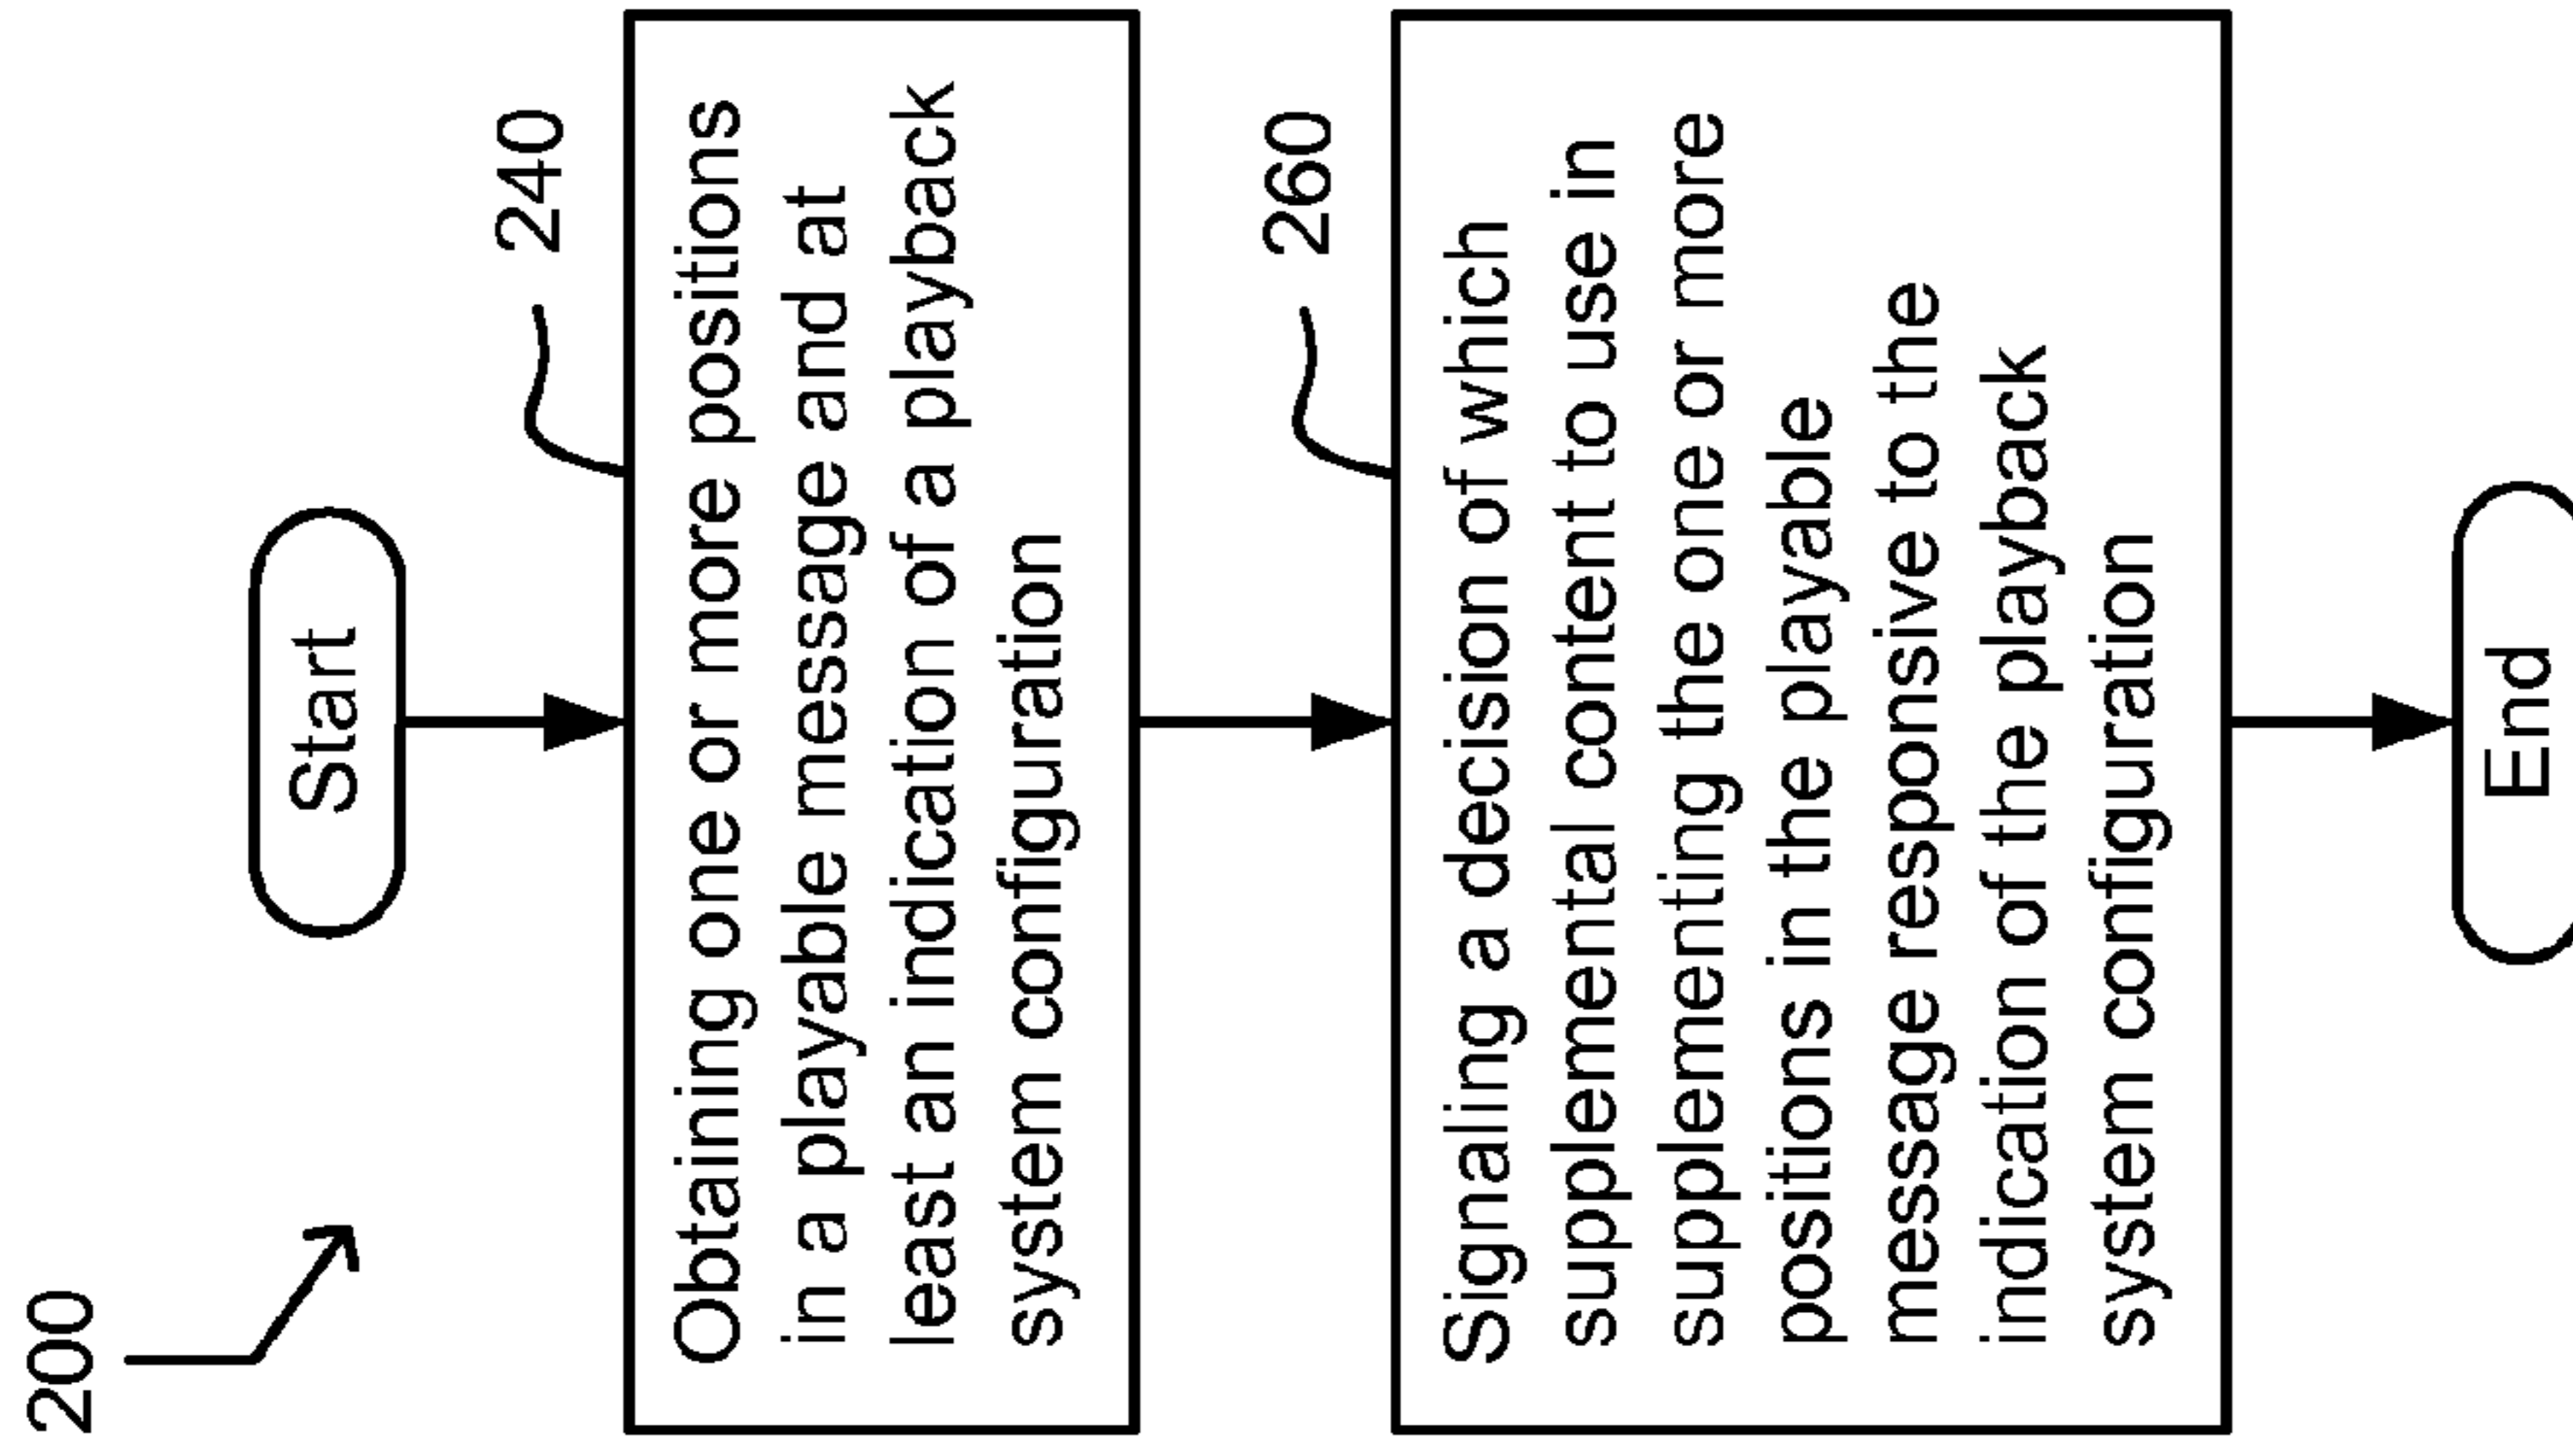 200
Start
240
Obtaining one or more positions
in a playable message and at
least an indication of a playback
system configuration
260
Signaling a decision of which
supplemental content to use in
supplementing the one or more
positions in the playable
message responsive to the
indication of the playback
system configuration
End